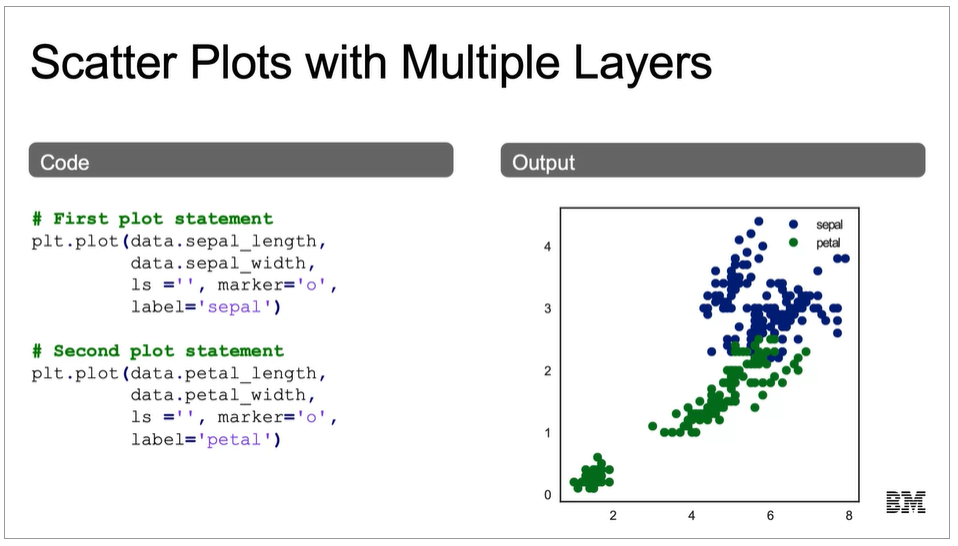 Scatter Plots with Multiple Layers
Code
# First plot statement
plt.plot(data.sepal_length,
data.sepal_width,
ls ='', marker='o',
label='sepal')
# Second plot statement
plt.plot(data.petal_length,
data.petal_width,
ls ='', marker='o',
label='petal')
Output
sepal
petal
4
3
2
1
0
2 4 6 8
IBM